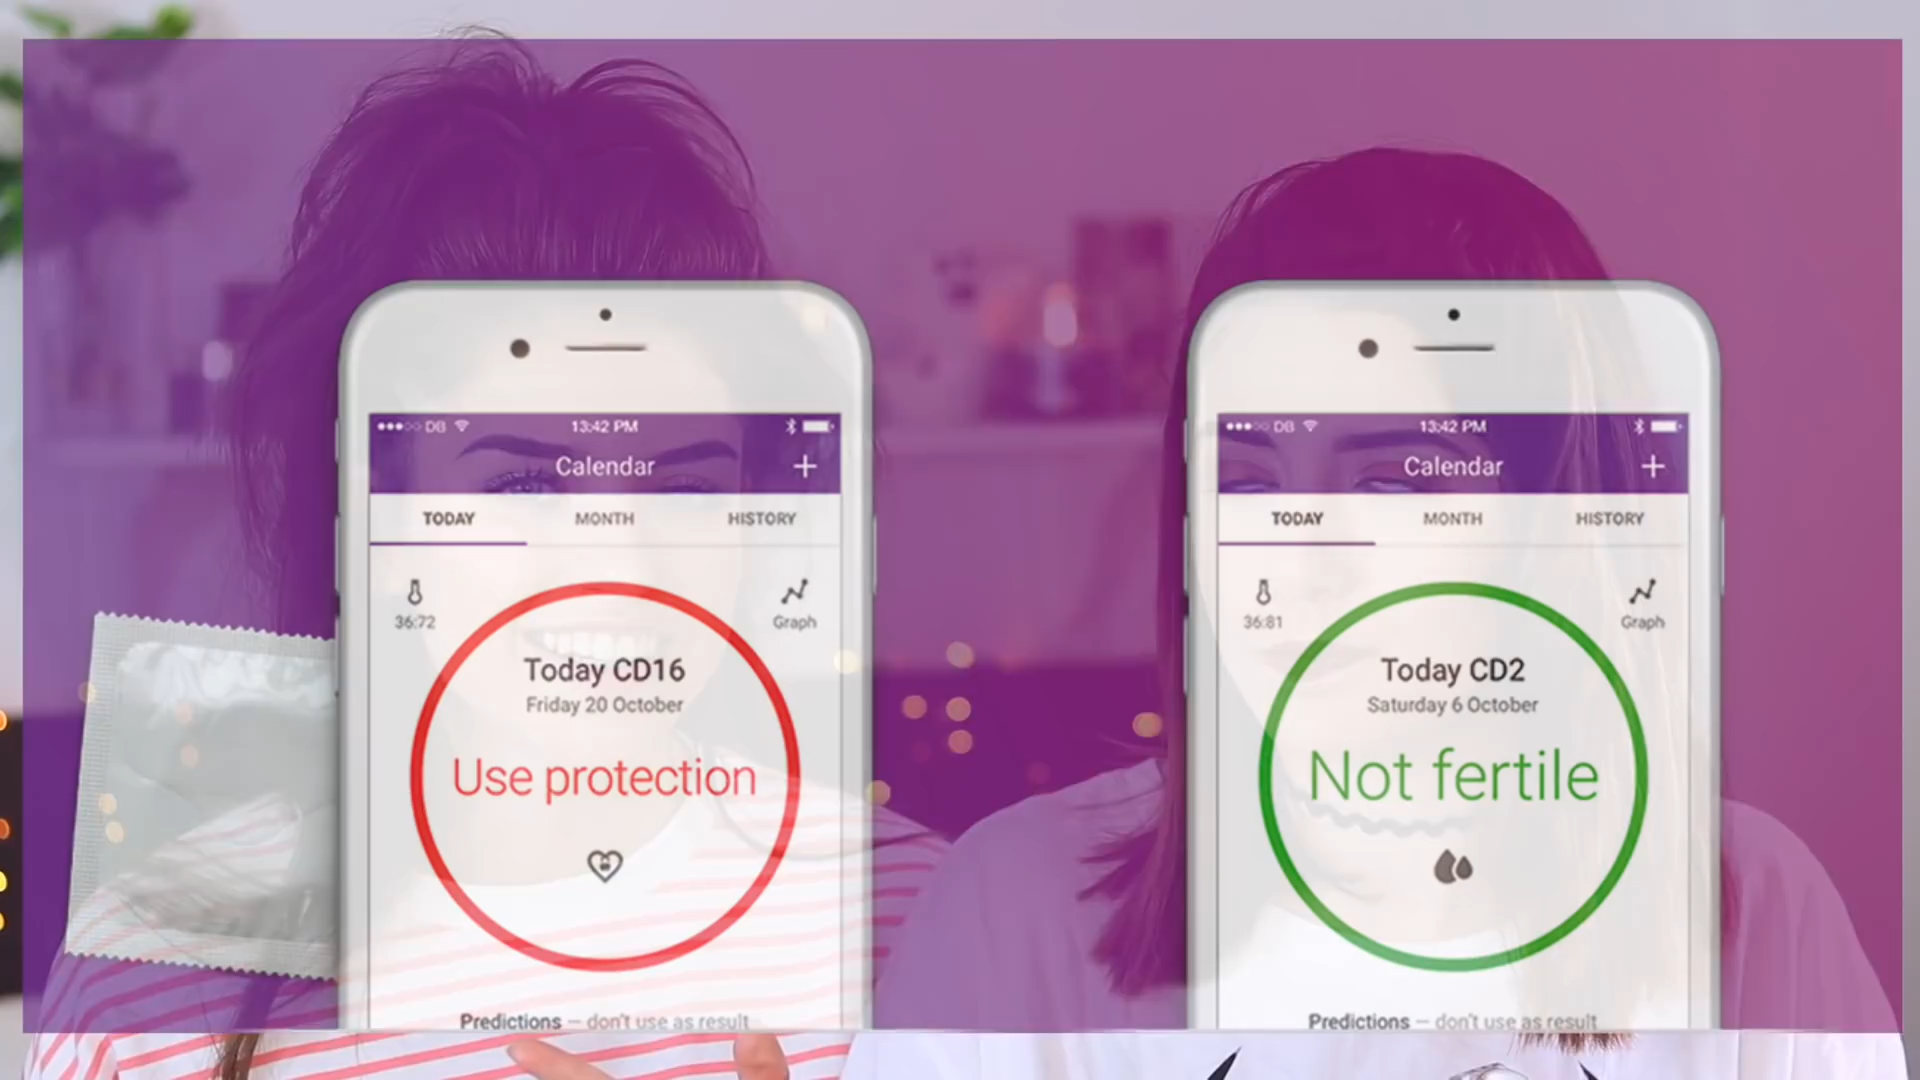 DB
13:42 PM
Calendar
TODAY MONTH HISTORY
36:72
Graph
Today CD16
Friday 20 October
Use protection
Predictions — don't use as result
DB
13:42 PM
Calendar
TODAY MONTH HISTORY
36:81
Graph
Today CD2
Saturday 6 October
Not fertile
Predictions — don't use as result